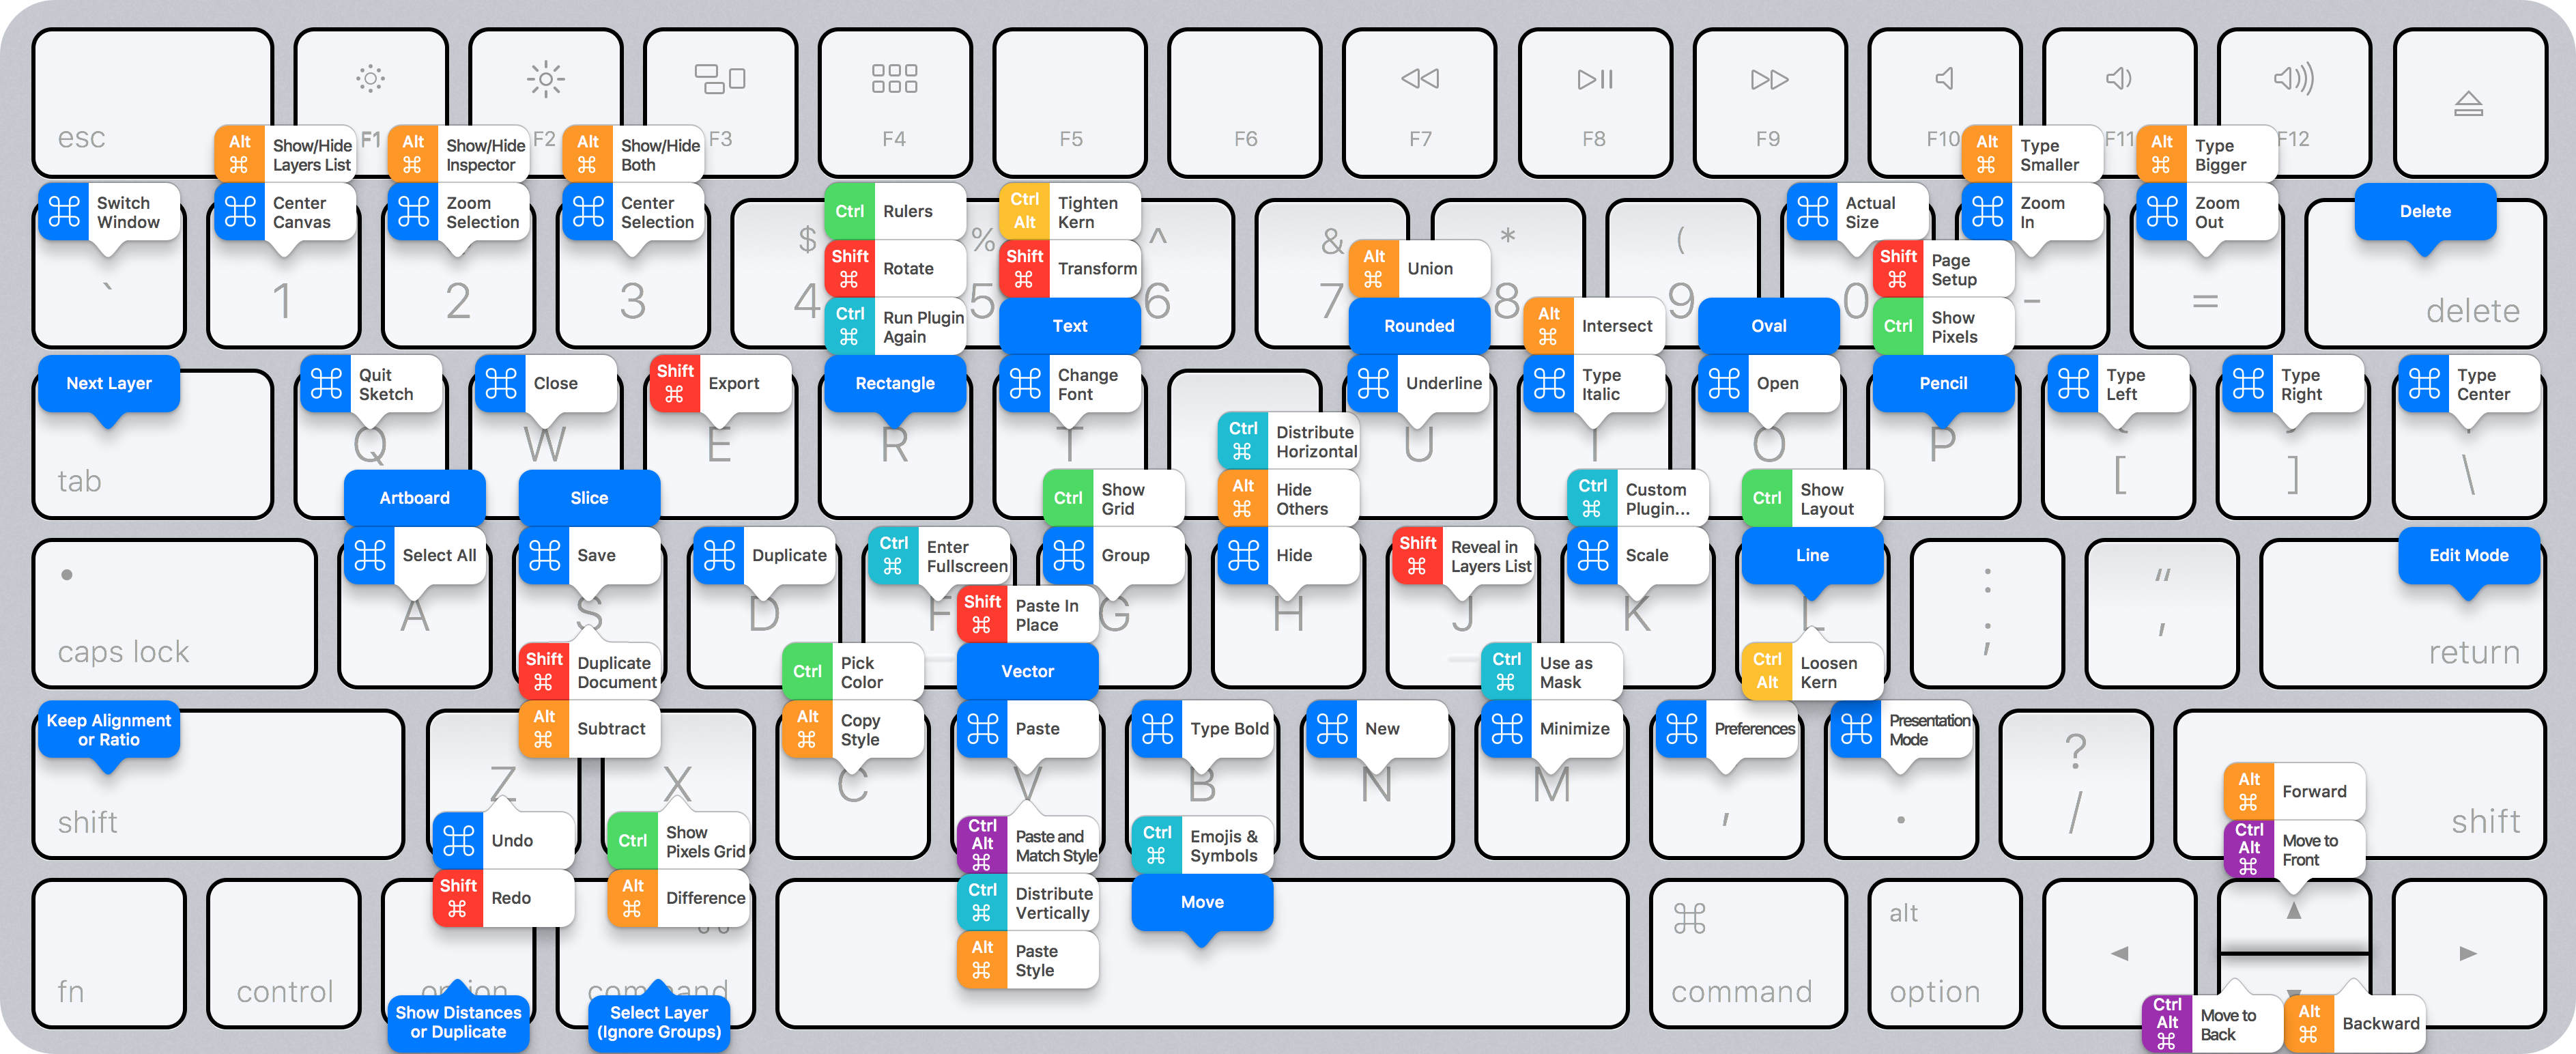 esc
F1
F2
F3
F4
F5
F6
F7
F8
F9
F10
F11
F12
Alt
⌘
Show/Hide
Layers List
Alt
⌘
Show/Hide
Inspector
Alt
⌘
Show/Hide
Both
Alt
⌘
Type
Smaller
Alt
⌘
Type
Bigger
⌘
Switch
Window
⌘
Center
Canvas
⌘
Zoom
Selection
⌘
Center
Selection
Ctrl
Rulers
Ctrl
Alt
Tighten
Kern
⌘
Actual
Size
⌘
Zoom
In
⌘
Zoom
Out
Delete
$
%
^
&
*
(
Shift
⌘
Rotate
Shift
⌘
Transform
Alt
⌘
Union
Shift
⌘
Page
Setup
`
1
2
3
4
5
6
7
8
9
0
-
=
delete
Ctrl
⌘
Run Plugin
Again
Text
Rounded
Alt
⌘
Intersect
Oval
Ctrl
Show
Pixels
Next Layer
⌘
Quit
Sketch
⌘
Close
Shift
⌘
Export
Rectangle
⌘
Change
Font
⌘
Underline
⌘
Type
Italic
⌘
Open
Pencil
⌘
Type
Left
⌘
Type
Right
⌘
Type
Center
tab
Q
W
E
R
T
U
I
O
P
[
]
\
Ctrl
⌘
Distribute
Horizontal
Artboard
Slice
Ctrl
Show
Grid
Alt
⌘
Hide
Others
Ctrl
⌘
Custom
Plugin...
Ctrl
Show
Layout
⌘
Select All
⌘
Save
⌘
Duplicate
Ctrl
⌘
Enter
Fullscreen
⌘
Group
⌘
Hide
Shift
⌘
Reveal in
Layers List
⌘
Scale
Line
Edit Mode
caps lock
A
S
D
F
G
H
J
K
L
:
;
“
‘
return
Shift
⌘
Paste In
Place
Shift
⌘
Duplicate
Document
Ctrl
Pick
Color
Vector
Ctrl
⌘
Use as
Mask
Ctrl
Alt
Loosen
Kern
Keep Alignment
or Ratio
Alt
⌘
Subtract
Alt
⌘
Copy
Style
⌘
Paste
⌘
Type Bold
⌘
New
⌘
Minimize
⌘
Preferences
⌘
Presentation
Mode
shift
Z
X
C
V
B
N
M
,
.
?
/
shift
Alt
⌘
Forward
⌘
Undo
Ctrl
Show
Pixels Grid
Ctrl
Alt
⌘
Paste and
Match Style
Ctrl
⌘
Emojis &
Symbols
Ctrl
Alt
⌘
Move to
Front
Shift
⌘
Redo
Alt
⌘
Difference
Ctrl
⌘
Distribute
Vertically
Move
Alt
⌘
Paste
Style
fn
control
option
command
⌘
command
alt
option
Show Distances
or Duplicate
Select Layer
(Ignore Groups)
Ctrl
Alt
⌘
Move to
Back
Alt
⌘
Backward